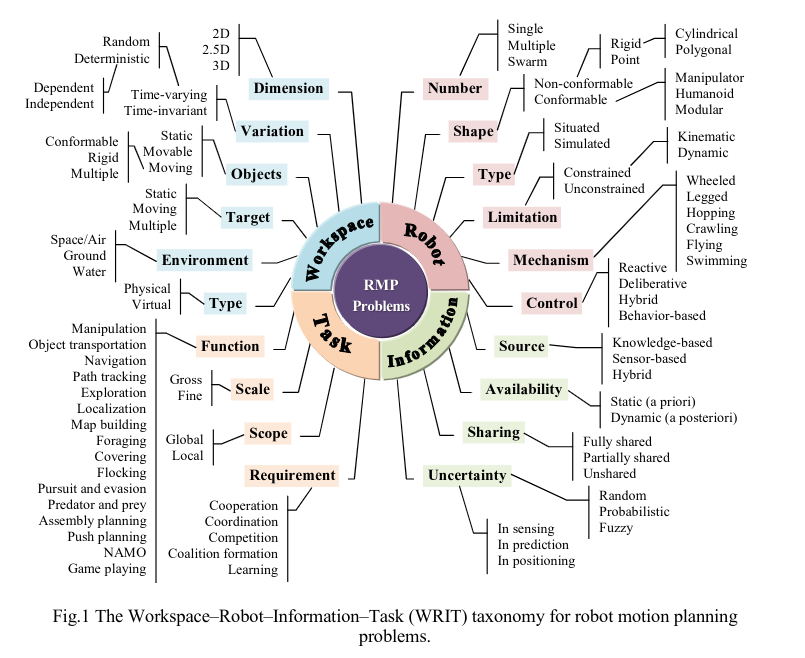 2D
2.5D
3D
Dimension
Random
Deterministic
Dependent
Independent
Time-varying
Time-invariant
Variation
Conformable
Rigid
Multiple
Static
Movable
Moving
Objects
Static
Moving
Multiple
Target
Space/Air
Ground
Water
Environment
Physical
Virtual
Type
Workspace
Single
Multiple
Swarm
Number
Rigid
Point
Cylindrical
Polygonal
Non-conformable
Conformable
Manipulator
Humanoid
Modular
Shape
Situated
Simulated
Type
Constrained
Unconstrained
Kinematic
Dynamic
Limitation
Wheeled
Legged
Hopping
Crawling
Flying
Swimming
Mechanism
Reactive
Deliberative
Hybrid
Behavior-based
Control
Robot
RMP
Problems
Task
Manipulation
Object transportation
Navigation
Path tracking
Exploration
Localization
Map building
Foraging
Covering
Flocking
Pursuit and evasion
Predator and prey
Assembly planning
Push planning
NAMO
Game playing
Function
Gross
Fine
Scale
Global
Local
Scope
Requirement
Cooperation
Coordination
Competition
Coalition formation
Learning
Information
Source
Knowledge-based
Sensor-based
Hybrid
Availability
Static (a priori)
Dynamic (a posteriori)
Sharing
Fully shared
Partially shared
Unshared
Uncertainty
Random
Probabilistic
Fuzzy
In sensing
In prediction
In positioning
Fig.1 The Workspace–Robot–Information–Task (WRIT) taxonomy for robot motion planning
problems.